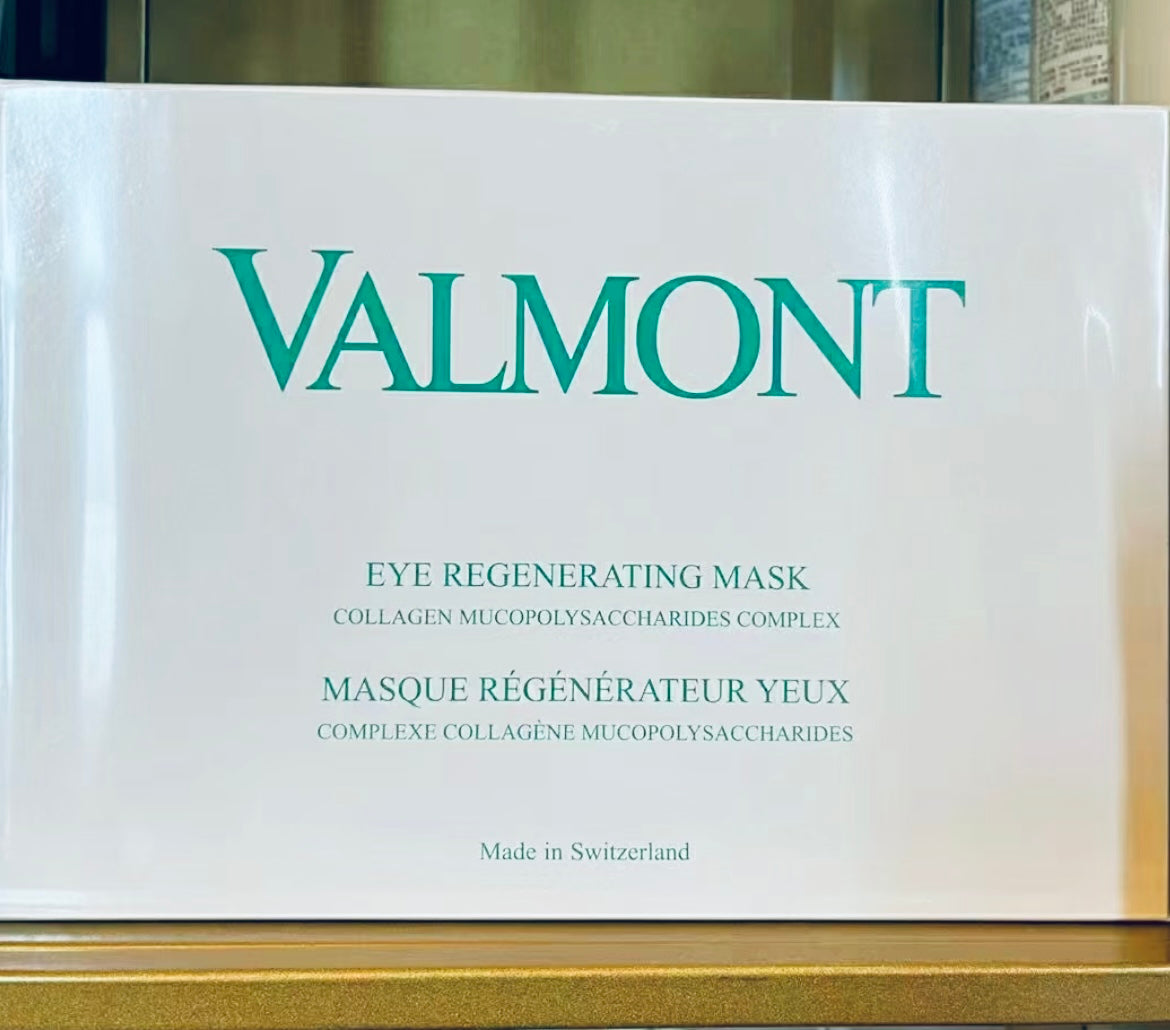 VALMONT
EYE REGENERATING MASK
COLLAGEN MUCOPOLYSACCHARIDES COMPLEX
MASQUE RÉGÉNÉRATEUR YEUX
COMPLEXE COLLAGÈNE MUCOPOLYSACCHARIDES
Made in Switzerland